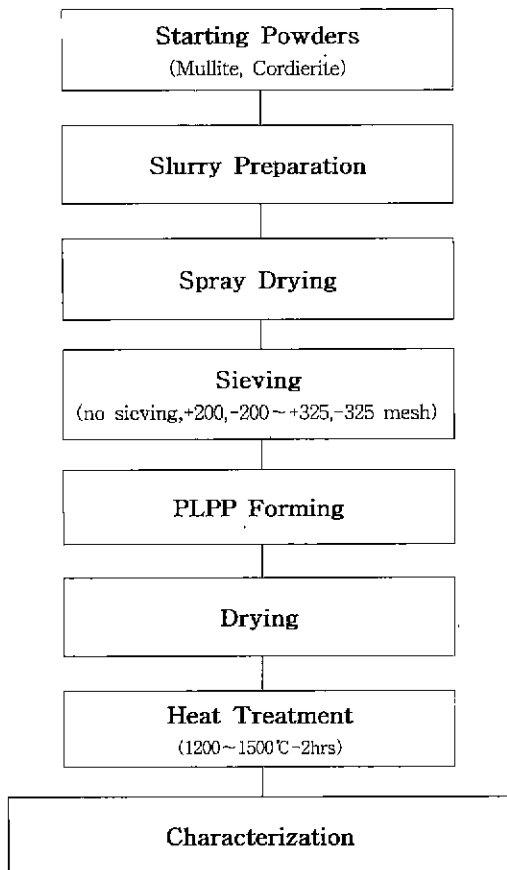 Starting Powders
(Mullite, Cordierite)
Slurry Preparation
Spray Drying
Sieving
(no sieving,+200,-200~+325,-325 mesh)
PLPP Forming
Drying
Heat Treatment
(1200~1500℃-2hrs)
Characterization